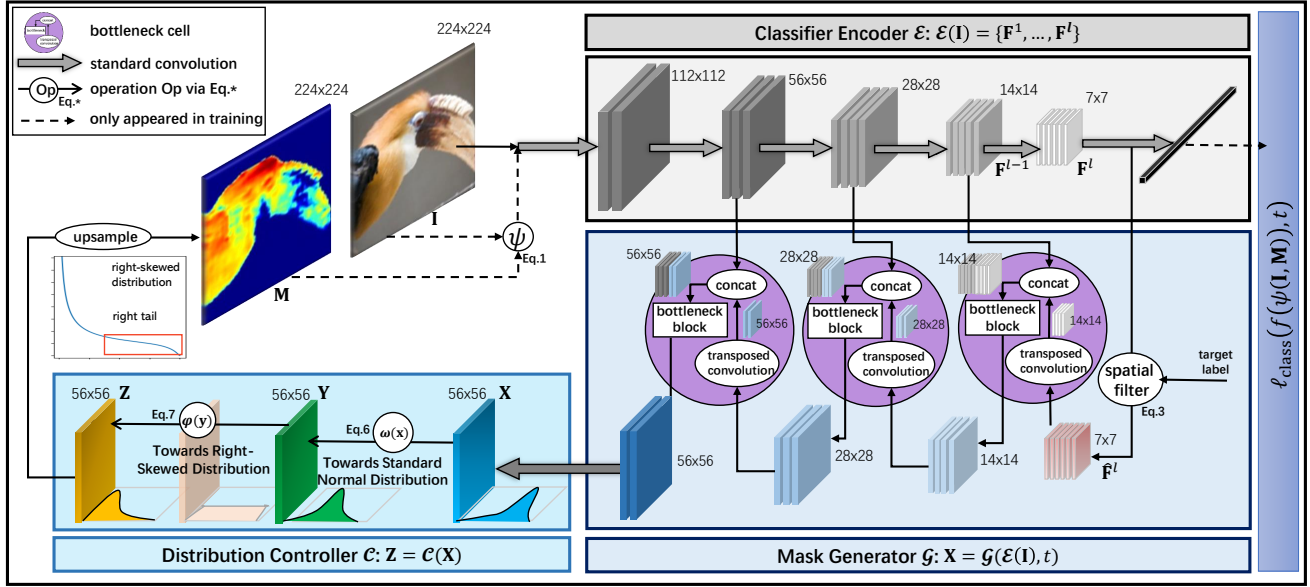 bottleneck cell
standard convolution
Op
Eq.*
operation Op via Eq.*
only appeared in training
concat
bottleneck
224x224
224x224
I
M
ψ
Eq.1
upsample
right-skewed
distribution
right tail
Classifier Encoder ℰ: ℰ(I) = {F¹, ..., Fˡ}
112x112
56x56
28x28
14x14
7x7
Fˡ⁻¹
Fˡ
ℓclass(f(ψ(I, M)), t)
56x56
concat
bottleneck
block
56x56
transposed
convolution
28x28
concat
bottleneck
block
28x28
transposed
convolution
14x14
concat
bottleneck
block
14x14
transposed
convolution
spatial
filter
Eq.3
target
label
56x56
28x28
14x14
7x7
F̂ˡ
Mask Generator 𝒢: X = 𝒢(ℰ(I), t)
56x56
Z
Eq.7
φ(y)
Towards Right-
Skewed Distribution
56x56
Y
Eq.6
ω(x)
Towards Standard
Normal Distribution
56x56
X
Distribution Controller 𝒞: Z = 𝒞(X)